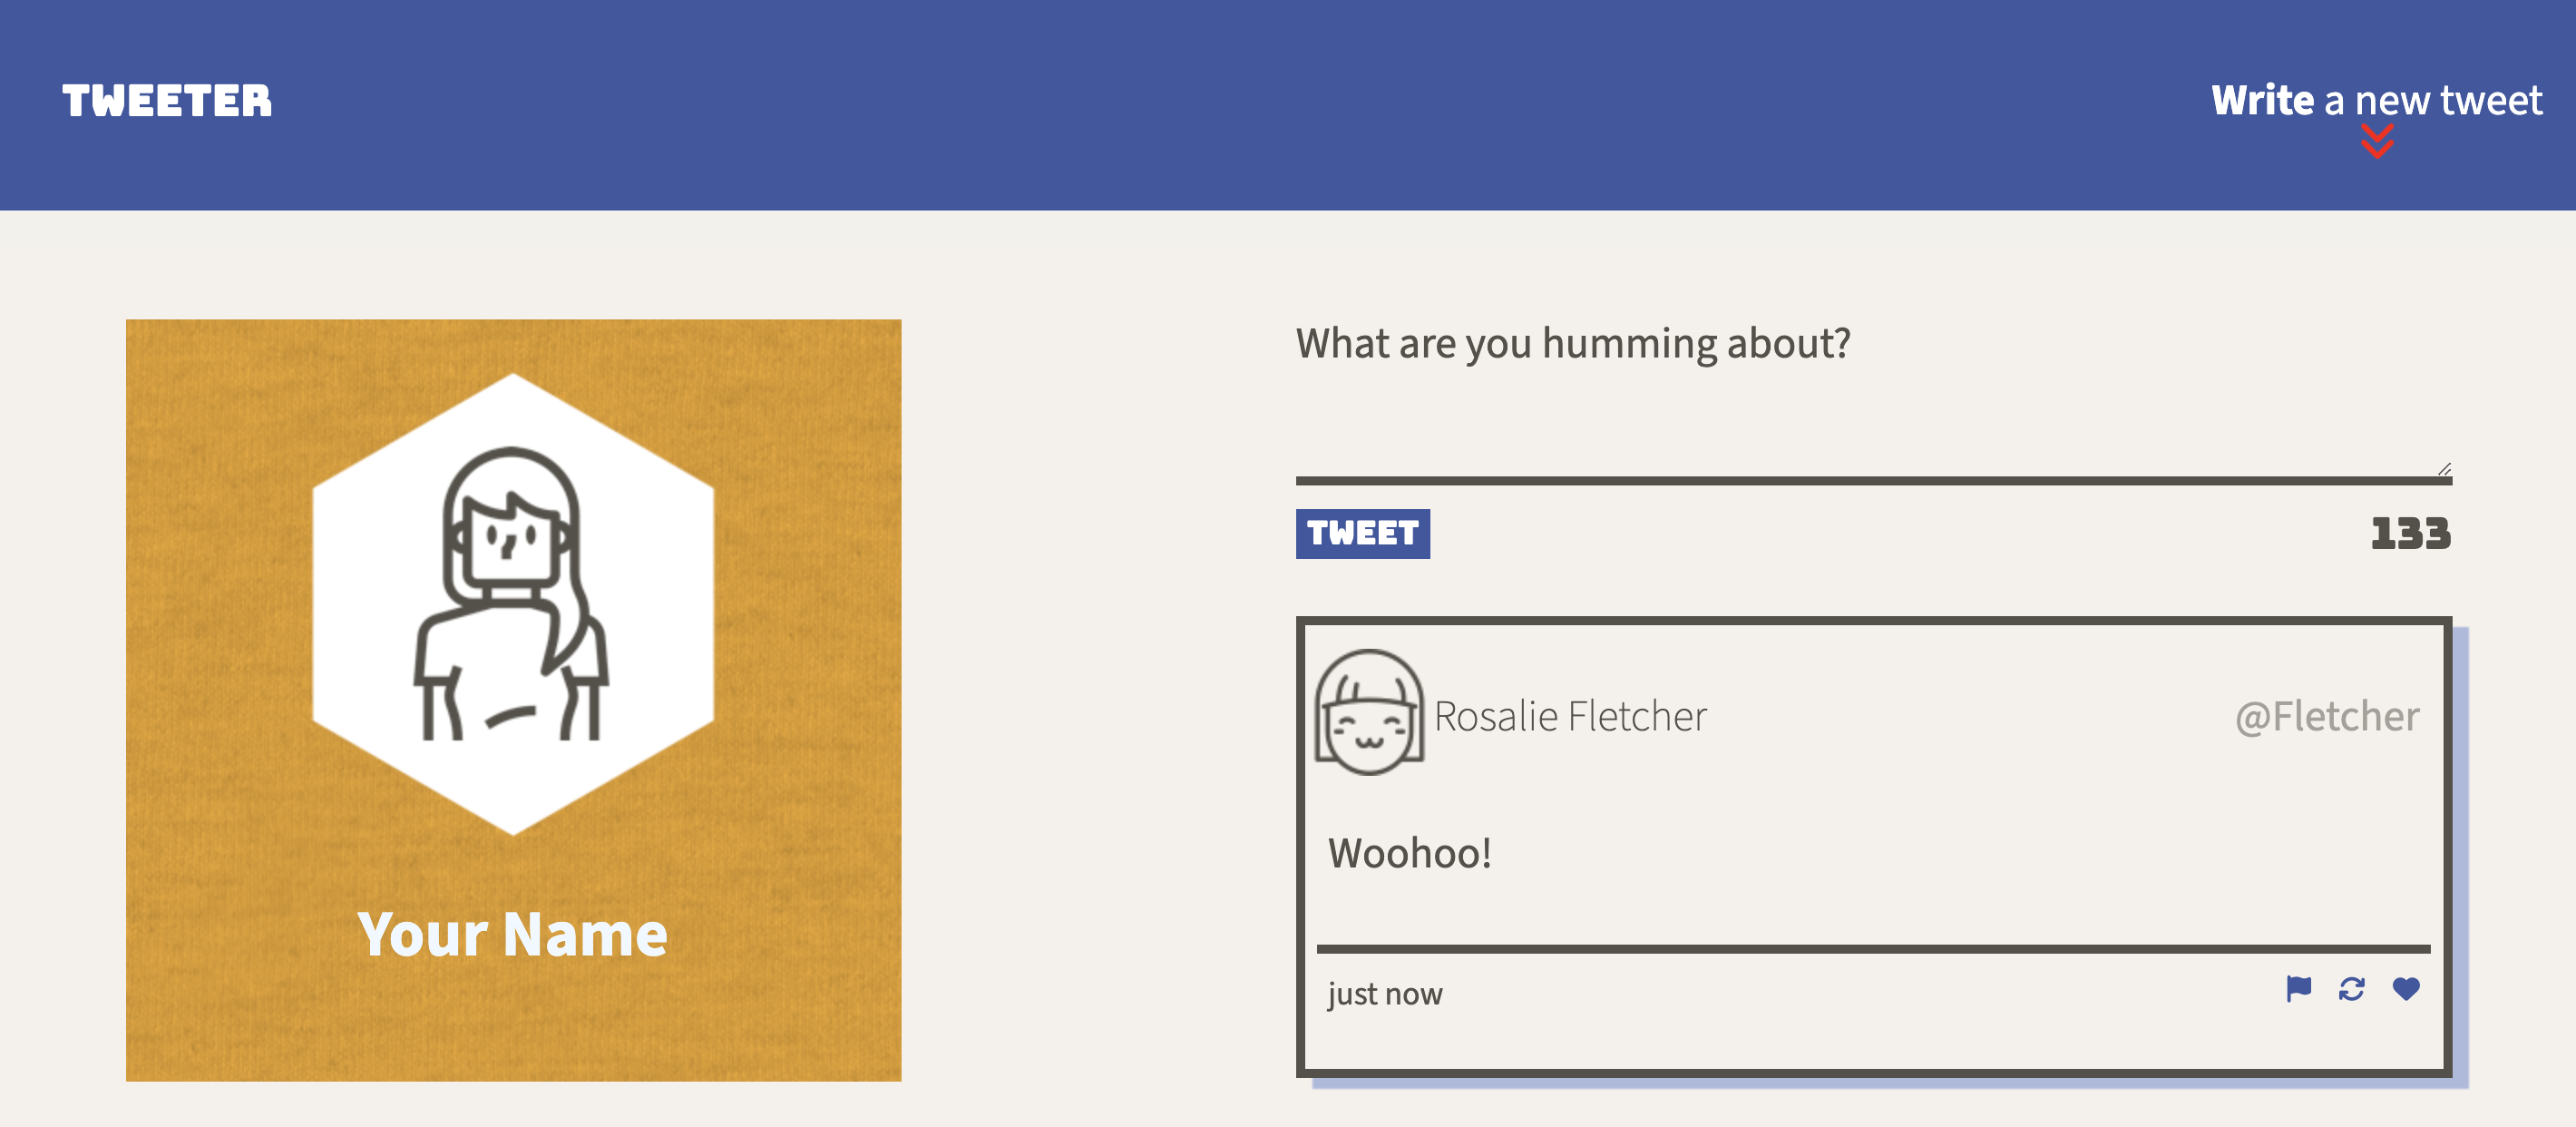 TWEETER
Write a new tweet
Your Name
What are you humming about?
TWEET
133
Rosalie Fletcher
@Fletcher
Woohoo!
just now